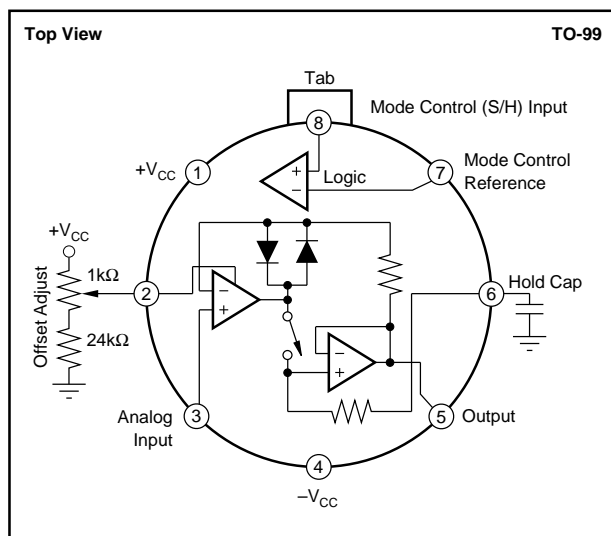 Top View
TO-99
Tab
8
Mode Control (S/H) Input
+
−
Logic
1
+VCC
7
Mode Control
Reference
+VCC
1kΩ
2
24kΩ
Offset Adjust
−
+
6
Hold Cap
−
+
3
Analog
Input
5
Output
4
–VCC